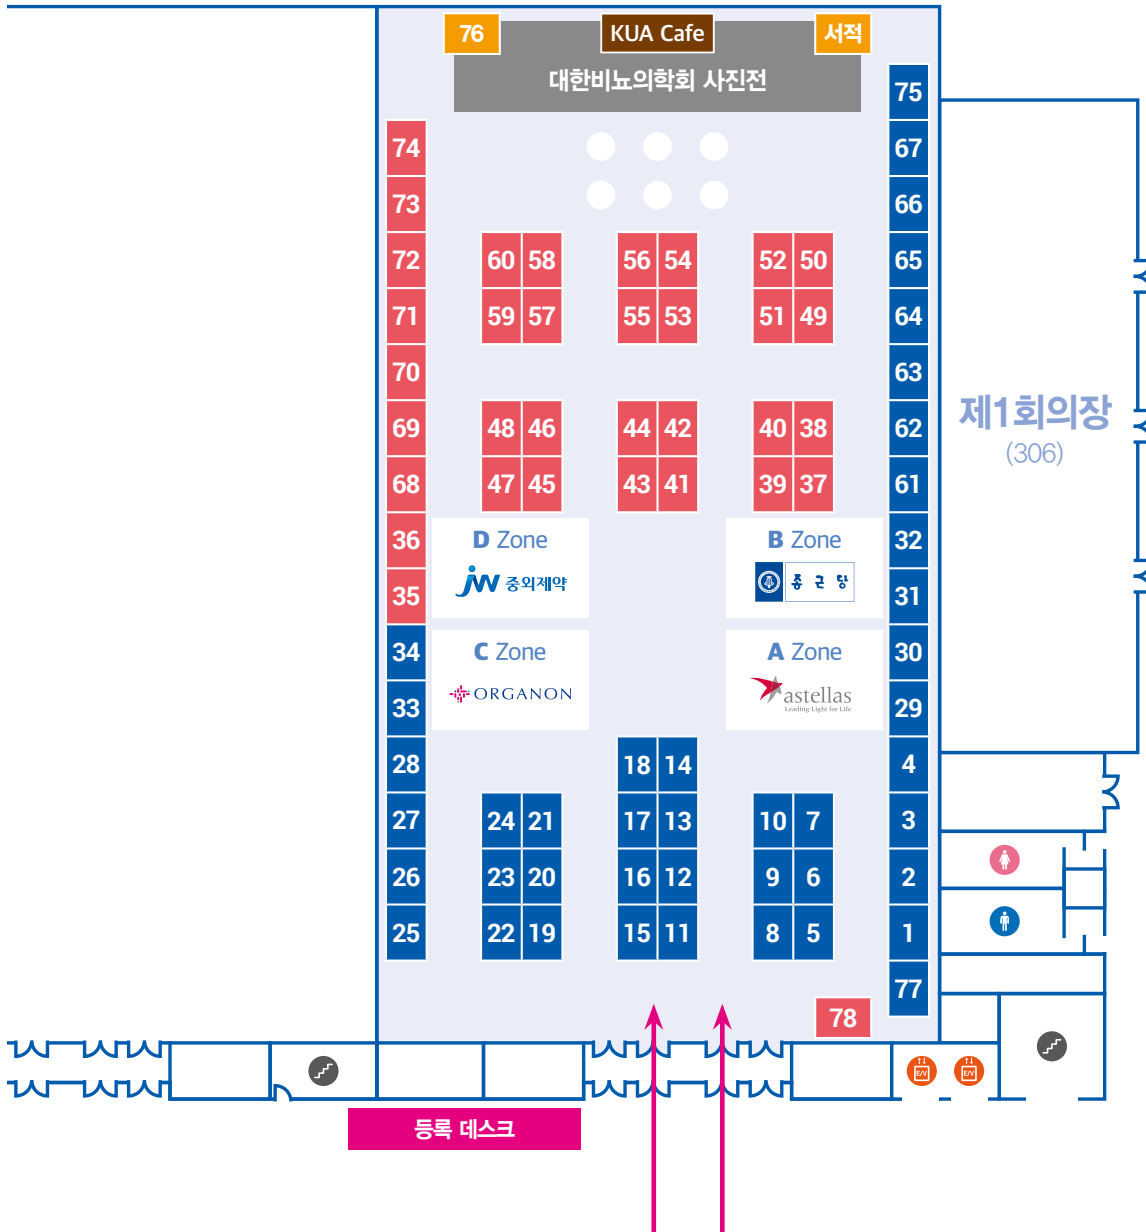 76 KUA Cafe 서적
대한비뇨의학회 사진전
75
74 67
73 66
72 60 58 56 54 52 50 65
71 59 57 55 53 51 49 64
70 63
제1회의장
(306)
69 48 46 44 42 40 38 62
68 47 45 43 41 39 37 61
36 D Zone B Zone 32
JW 중외제약 종근당
35 31
34 C Zone A Zone 30
ORGANON astellas
Leading Light for Life
33 29
28 18 14 4
27 24 21 17 13 10 7 3
26 23 20 16 12 9 6 2
25 22 19 15 11 8 5 1
77
78
E/V E/V
등록 데스크